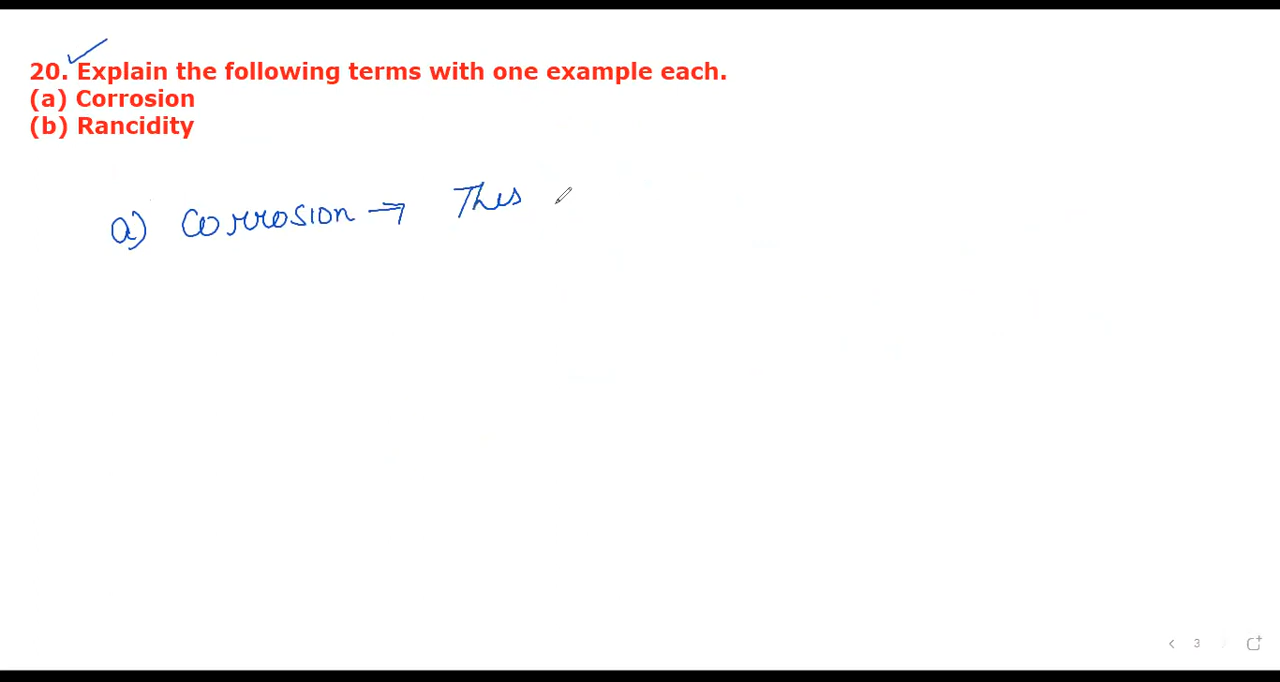 20. Explain the following terms with one example each.
(a) Corrosion
(b) Rancidity
a) Corrosion → This
3